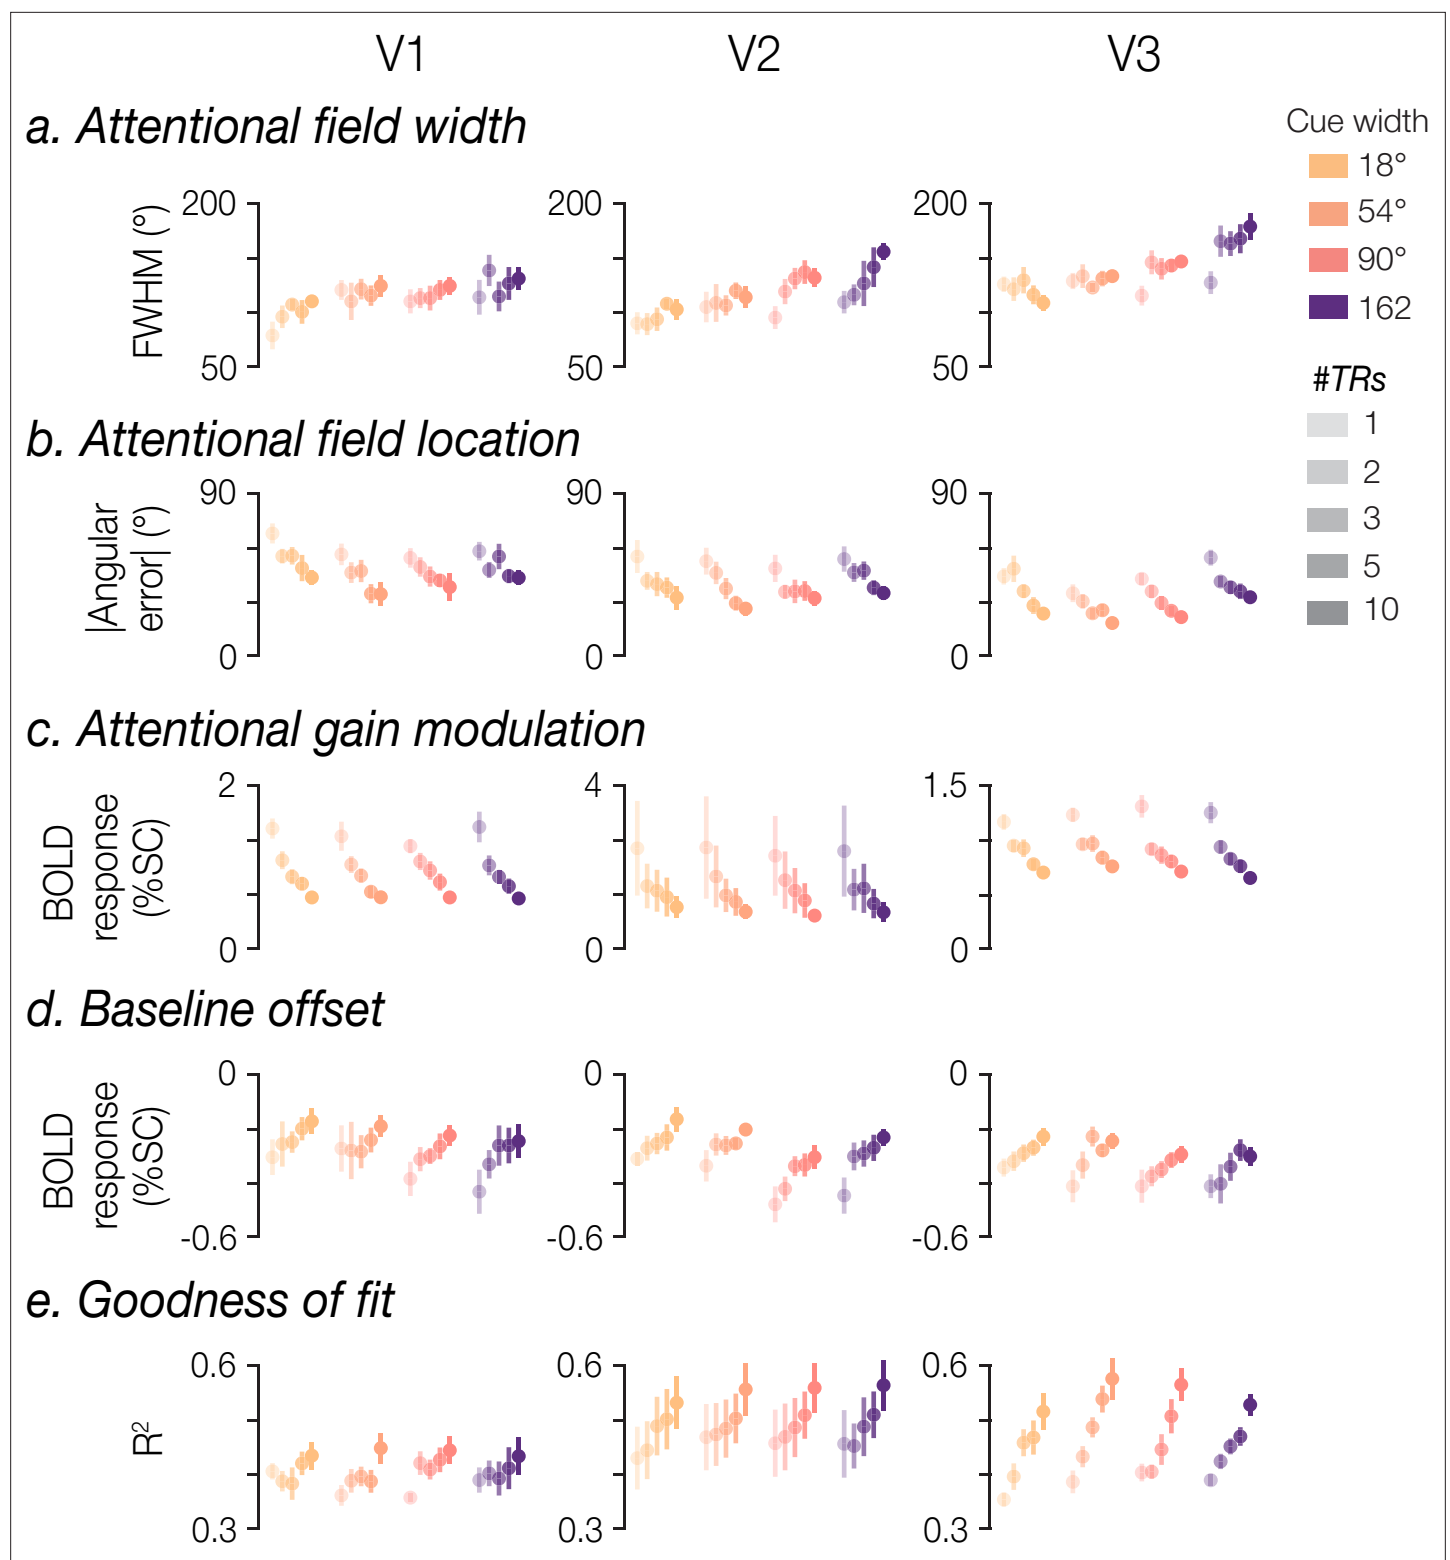 V1 V2 V3
a. Attentional field width
Cue width
18°
54°
90°
162
FWHM (°)
200
50
200
50
200
50
#TRs
1
2
3
5
10
b. Attentional field location
|Angular
error| (°)
90
0
90
0
90
0
c. Attentional gain modulation
BOLD
response
(%SC)
2
0
4
0
1.5
0
d. Baseline offset
BOLD
response
(%SC)
0
-0.6
0
-0.6
0
-0.6
e. Goodness of fit
R²
0.6
0.3
0.6
0.3
0.6
0.3